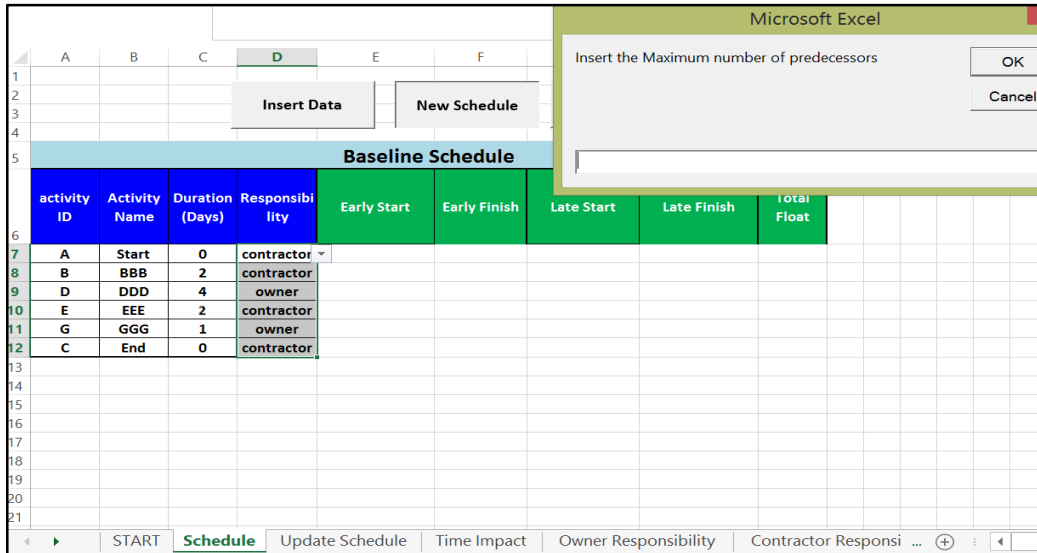 Microsoft Excel
Insert the Maximum number of predecessors
OK
Cancel
A B C D E F
1
2
3
4
Insert Data New Schedule
5 Baseline Schedule
6 activity ID Activity Name Duration (Days) Responsibi lity Early Start Early Finish Late Start Late Finish Total Float
7 A Start 0 contractor
8 B BBB 2 contractor
9 D DDD 4 owner
10 E EEE 2 contractor
11 G GGG 1 owner
12 C End 0 contractor
13
14
15
16
17
18
19
20
21
START Schedule Update Schedule Time Impact Owner Responsibility Contractor Responsi ...